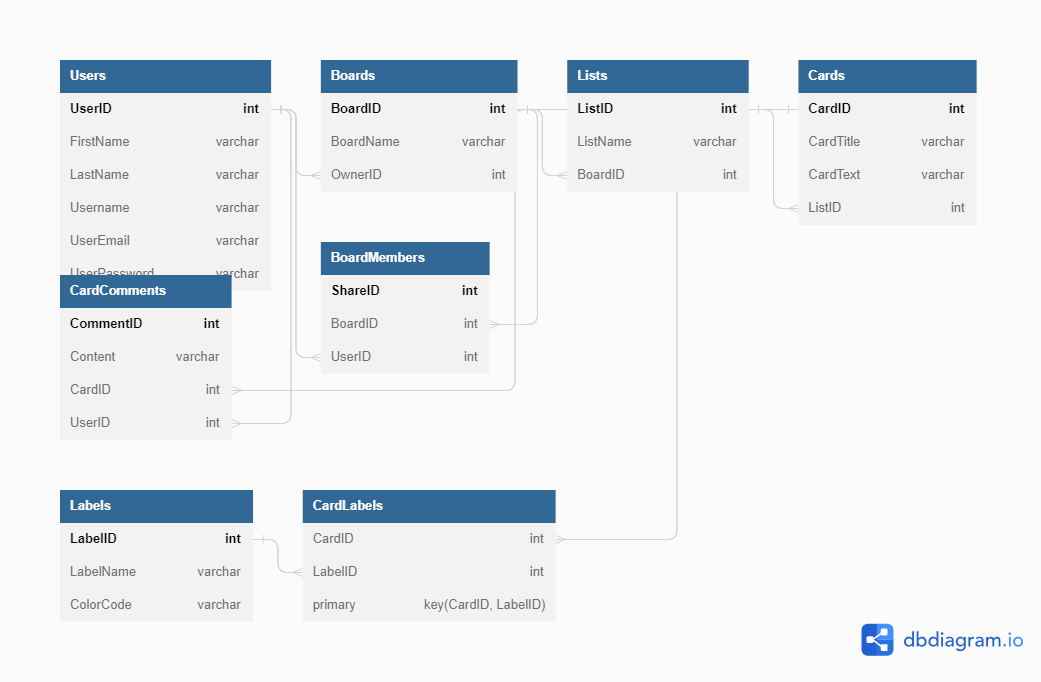 Users
UserID int
FirstName varchar
LastName varchar
Username varchar
UserEmail varchar
UserPassword varchar
Boards
BoardID int
BoardName varchar
OwnerID int
Lists
ListID int
ListName varchar
BoardID int
Cards
CardID int
CardTitle varchar
CardText varchar
ListID int
BoardMembers
ShareID int
BoardID int
UserID int
CardComments
CommentID int
Content varchar
CardID int
UserID int
Labels
LabelID int
LabelName varchar
ColorCode varchar
CardLabels
CardID int
LabelID int
primary key(CardID, LabelID)
dbdiagram.io